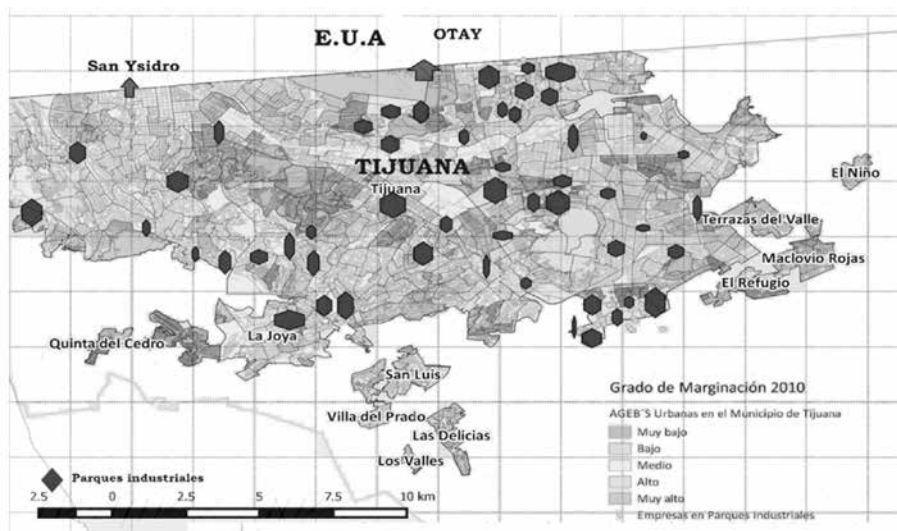 E.U.A
OTAY
San Ysidro
TIJUANA
Tijuana
El Niño
Terrazas del Valle
Maclovio Rojas
El Refugio
La Joya
Quinta del Cedro
San Luis
Villa del Prado
Las Delicias
Los Valles
Grado de Marginación 2010
AGEB´S Urbanas en el Municipio de Tijuana
Muy bajo
Bajo
Medio
Alto
Muy alto
Empresas en Parques Industriales
Parques industriales
2.5 0 2.5 5 7.5 10 km